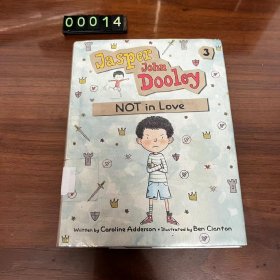 00014
3
Jasper
John
Dooley
NOT in Love
Written by Caroline Adderson • Illustrated by Ben Clanton